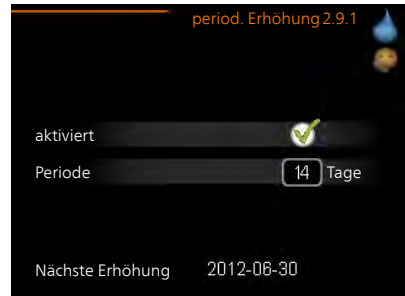 period. Erhöhung 2.9.1
aktiviert
Periode 14 Tage
Nächste Erhöhung 2012-06-30